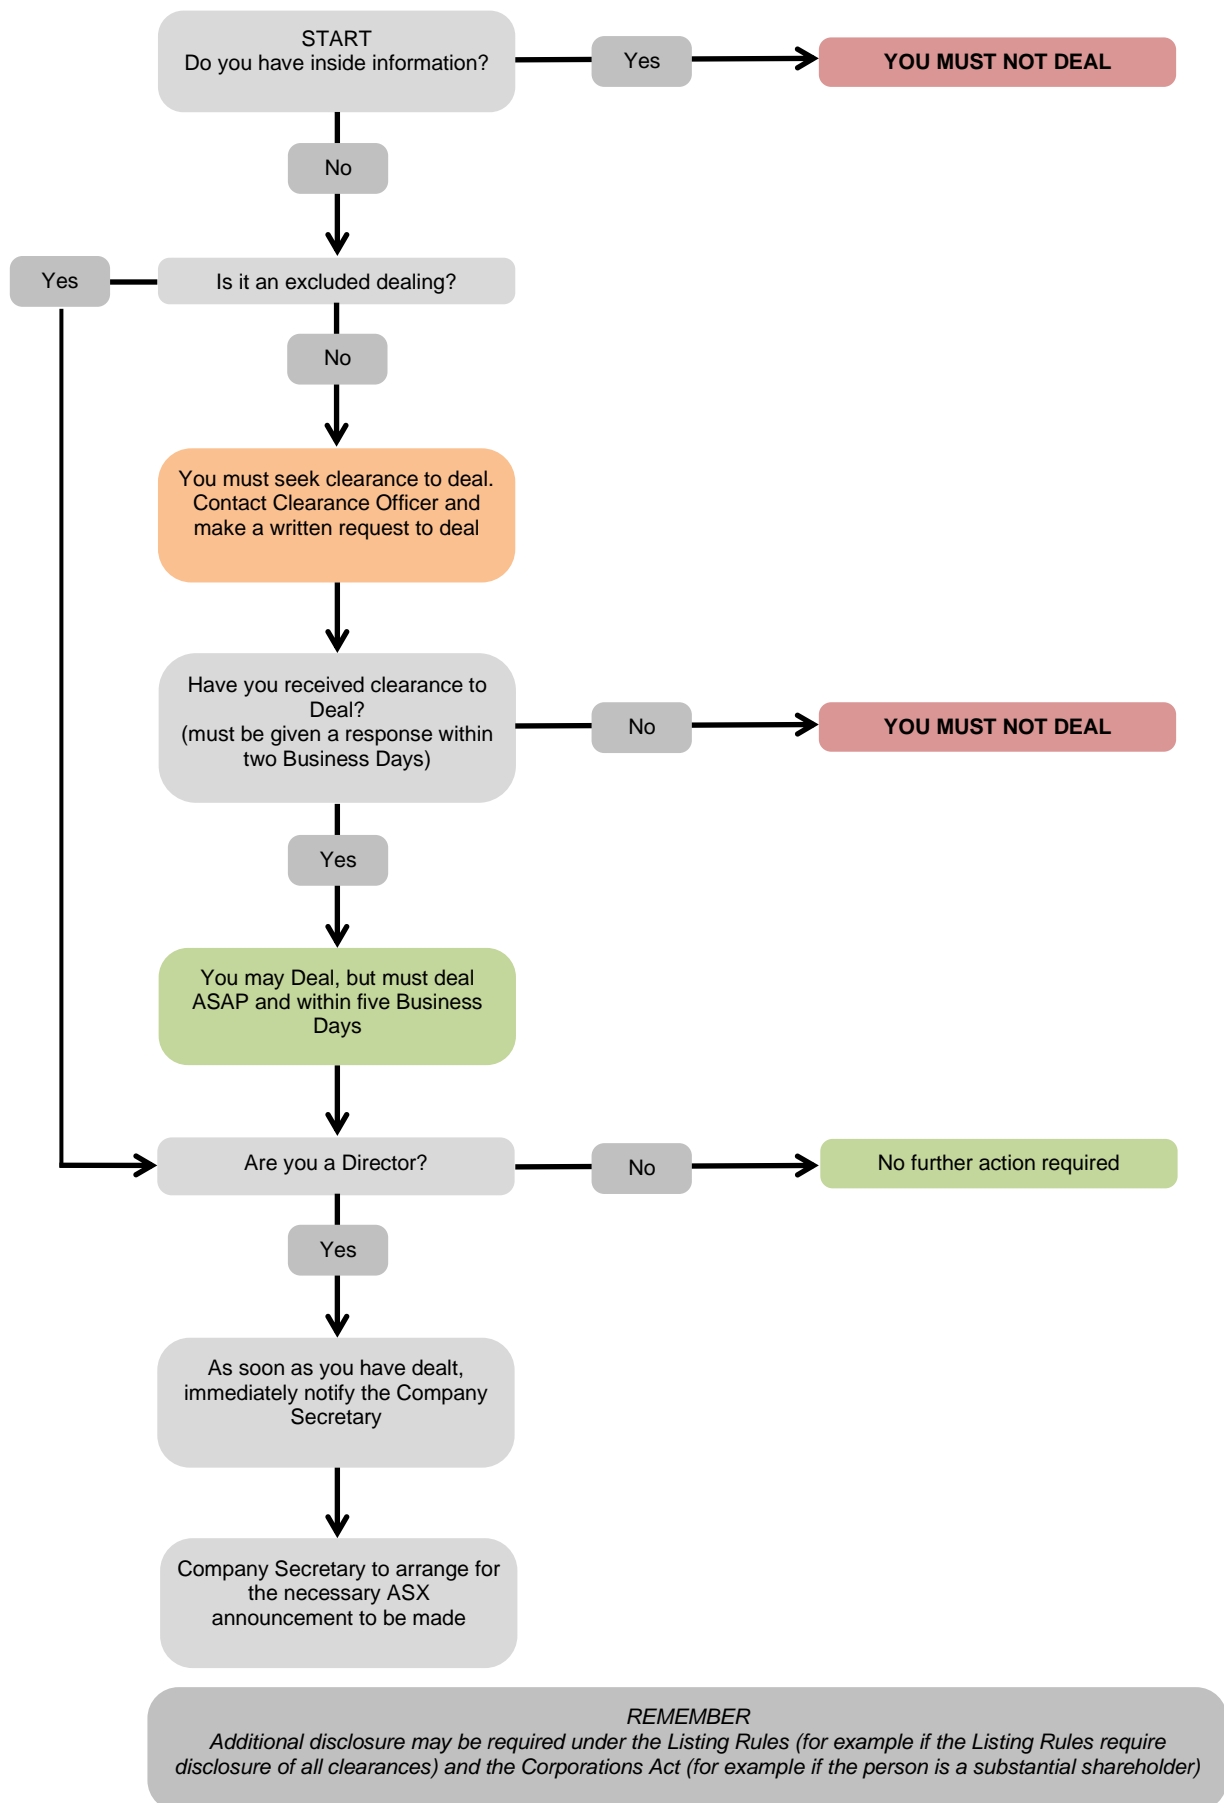 START
Do you have inside information?
Yes
YOU MUST NOT DEAL
No
Yes
Is it an excluded dealing?
No
You must seek clearance to deal.
Contact Clearance Officer and
make a written request to deal
Have you received clearance to
Deal?
(must be given a response within
two Business Days)
No
YOU MUST NOT DEAL
Yes
You may Deal, but must deal
ASAP and within five Business
Days
Are you a Director?
No
No further action required
Yes
As soon as you have dealt,
immediately notify the Company
Secretary
Company Secretary to arrange for
the necessary ASX
announcement to be made
REMEMBER
Additional disclosure may be required under the Listing Rules (for example if the Listing Rules require
disclosure of all clearances) and the Corporations Act (for example if the person is a substantial shareholder)